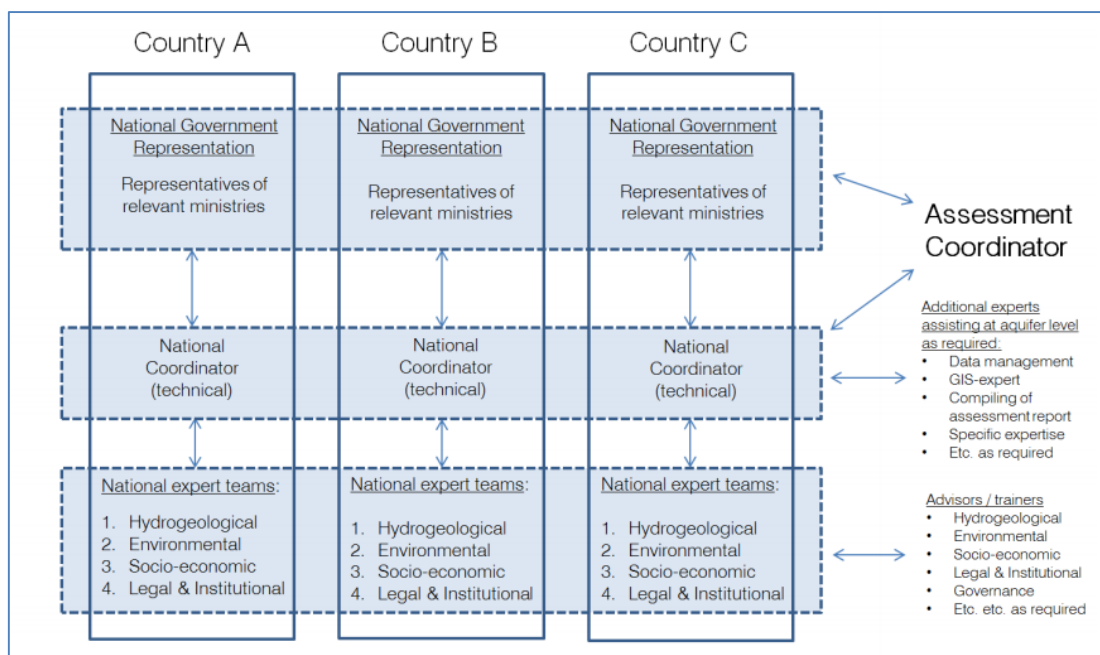 Country A
Country B
Country C
National Government
Representation
Representatives of
relevant ministries
National Government
Representation
Representatives of
relevant ministries
National Government
Representation
Representatives of
relevant ministries
Assessment
Coordinator
National
Coordinator
(technical)
National
Coordinator
(technical)
National
Coordinator
(technical)
Additional experts
assisting at aquifer level
as required:
• Data management
• GIS-expert
• Compiling of
assessment report
• Specific expertise
• Etc. as required
National expert teams:
1. Hydrogeological
2. Environmental
3. Socio-economic
4. Legal & Institutional
National expert teams:
1. Hydrogeological
2. Environmental
3. Socio-economic
4. Legal & Institutional
National expert teams:
1. Hydrogeological
2. Environmental
3. Socio-economic
4. Legal & Institutional
Advisors / trainers
• Hydrogeological
• Environmental
• Socio-economic
• Legal & Institutional
• Governance
• Etc. etc. as required